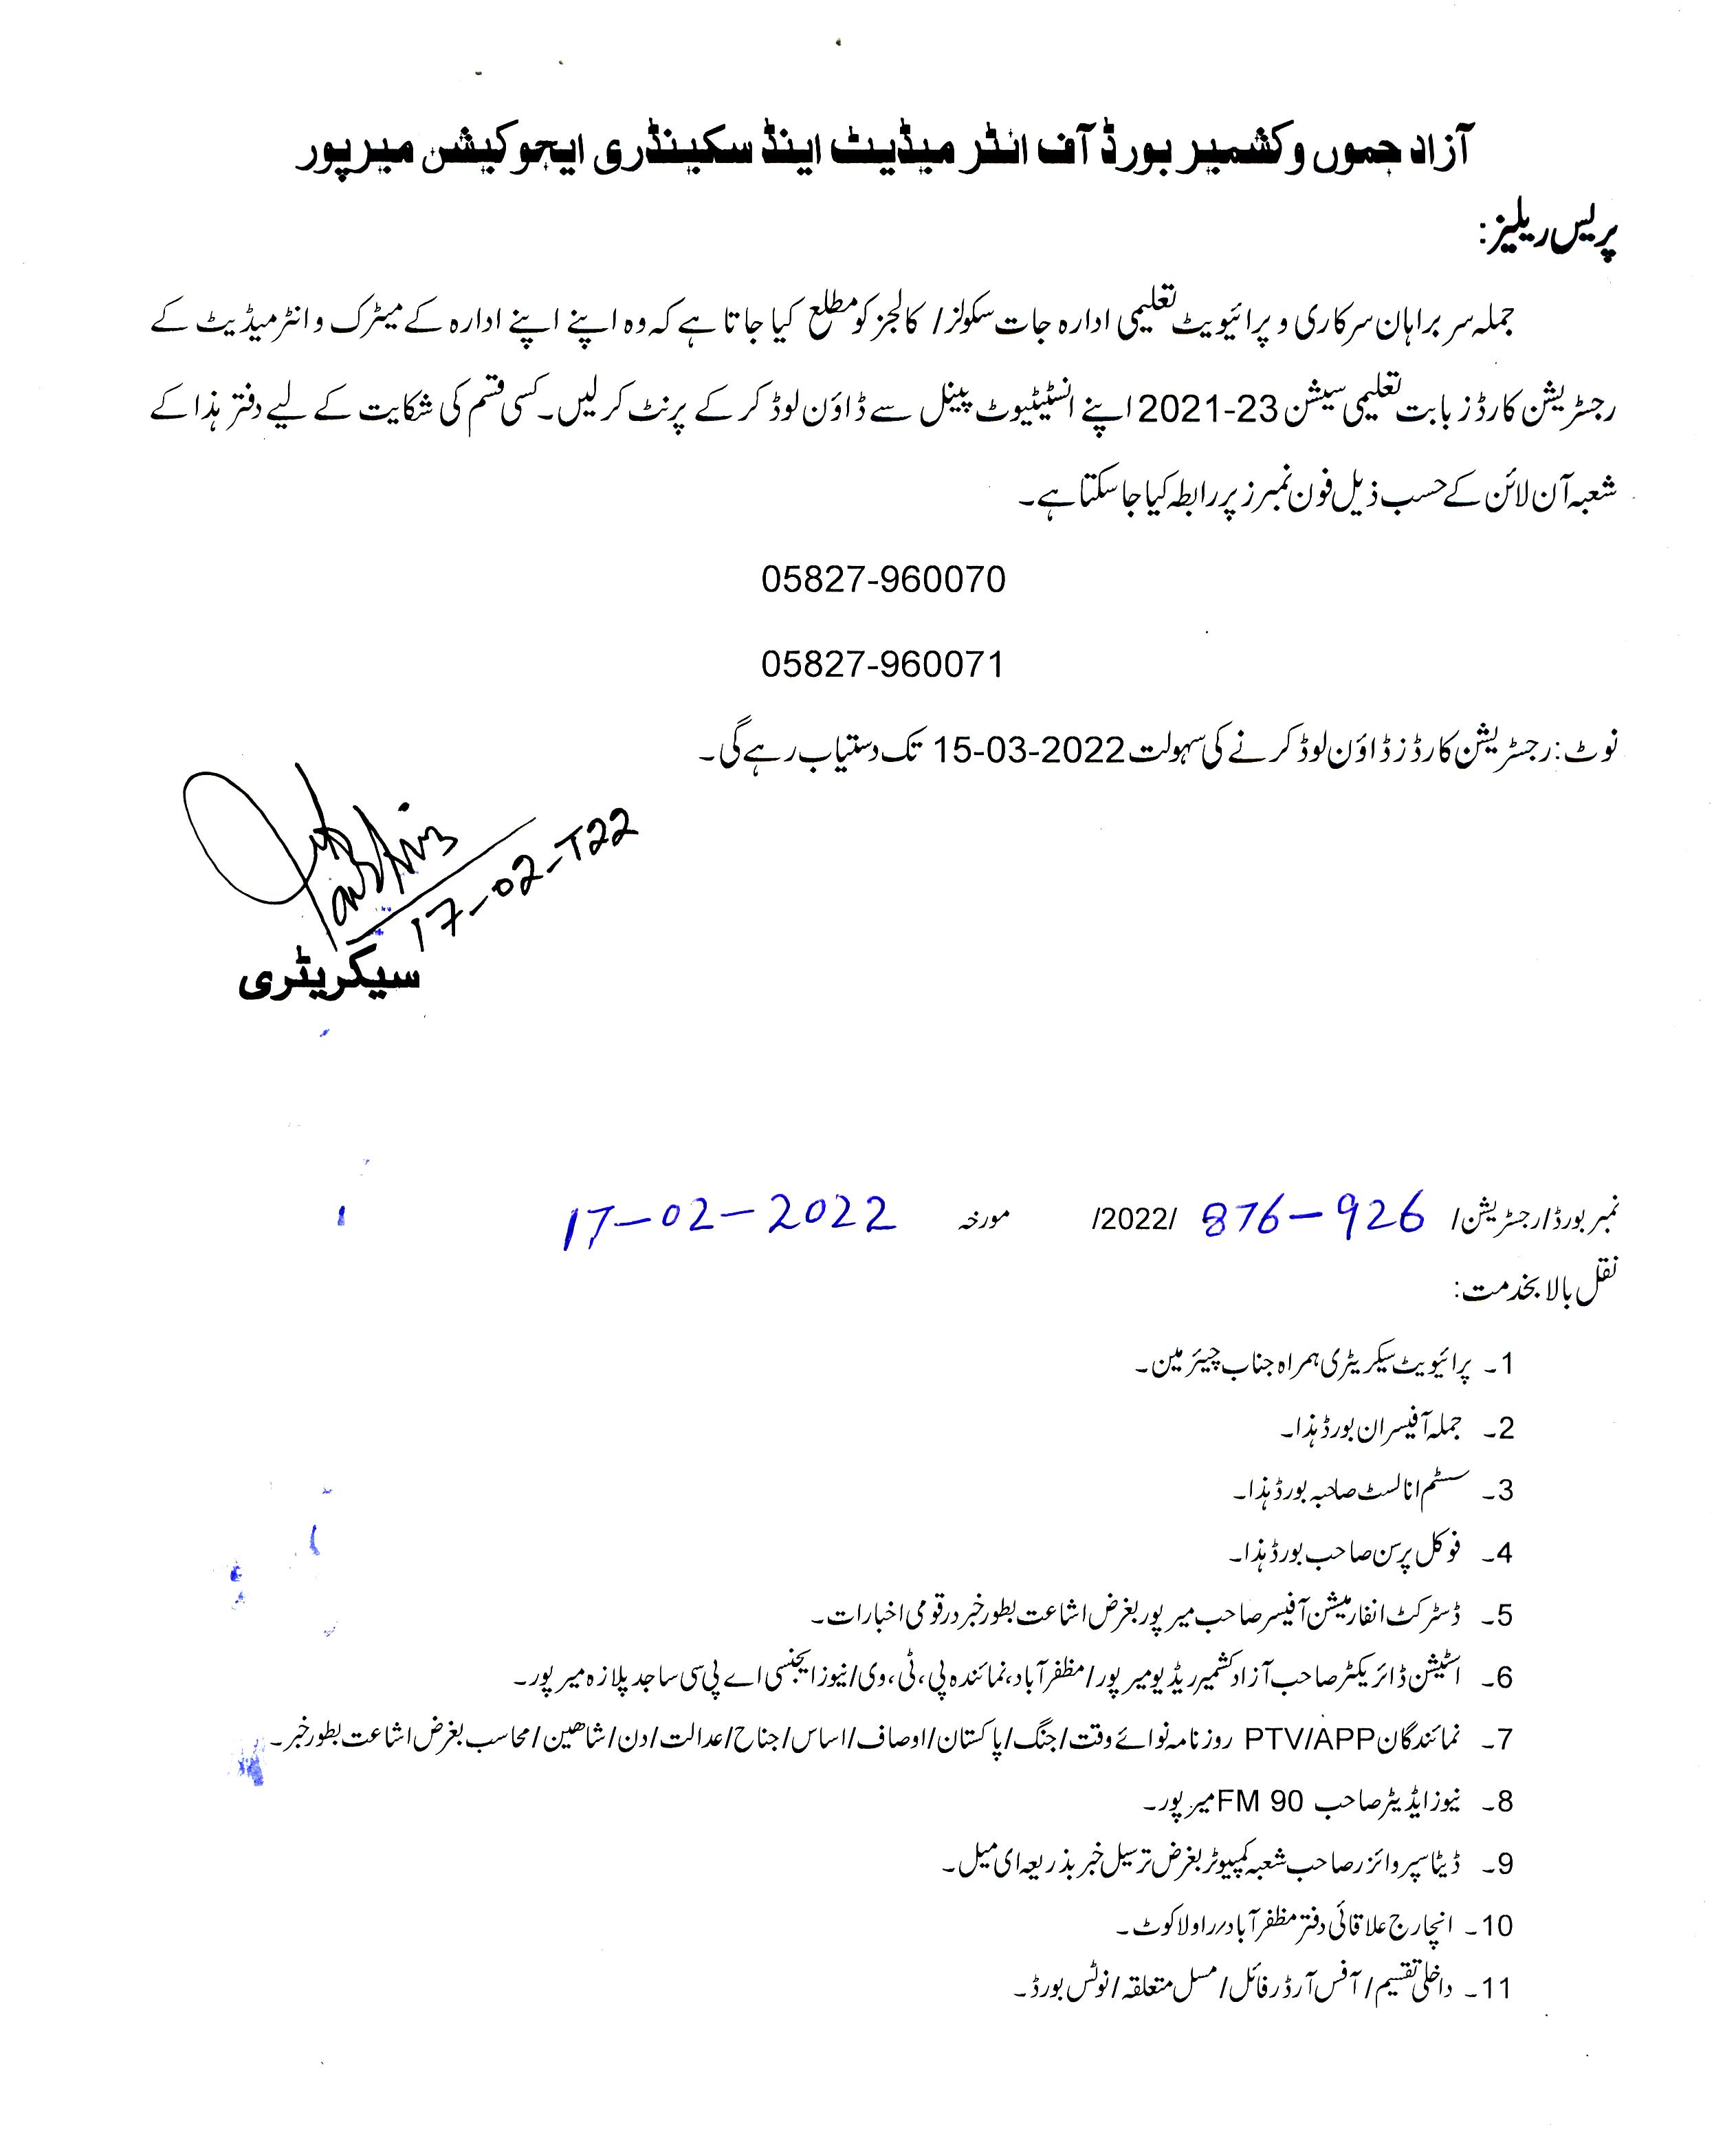 آزاد جموں و کشمیر بورڈ آف انٹر میڈیٹ اینڈ سکینڈری ایجوکیشن میرپور
پریس ریلیز:
جملہ سربراہان سرکاری و پرائیویٹ تعلیمی ادارہ جات سکولز/ کالجز کو مطلع کیا جاتا ہے کہ وہ اپنے اپنے ادارہ کے میٹرک و انٹرمیڈیٹ کے
رجسٹریشن کارڈز بابت تعلیمی سیشن 2021-23 اپنے انسٹیٹیوٹ پینل سے ڈاؤن لوڈ کر کے پرنٹ کر لیں۔ کسی قسم کی شکایت کے لیے دفتر ہذا کے
شعبہ آن لائن کے حسب ذیل فون نمبرز پر رابطہ کیا جا سکتا ہے۔
05827-960070
05827-960071
نوٹ: رجسٹریشن کارڈز ڈاؤن لوڈ کرنے کی سہولت 15-03-2022 تک دستیاب رہے گی۔
17-02-T22
سیکریٹری
نمبر بورڈ/رجسٹریشن/ 876-926 /2022/ مورخہ 17-02-2022
نقل بالا بخدمت:
1۔ پرائیویٹ سیکریٹری ہمراہ جناب چیئرمین۔
2۔ جملہ آفیسران بورڈ ہذا۔
3۔ سسٹم انالسٹ صاحبہ بورڈ ہذا۔
4۔ فوکل پرسن صاحب بورڈ ہذا۔
5۔ ڈسٹرکٹ انفارمیشن آفیسر صاحب میرپور بغرض اشاعت بطور خبر در قومی اخبارات۔
6۔ اسٹیشن ڈائریکٹر صاحب آزاد کشمیر ریڈیو میرپور/مظفرآباد، نمائندہ پی، ٹی، وی/نیوز ایجنسی اے پی سی ساجد پلازہ میرپور۔
7۔ نمائندگان PTV/APP روزنامہ نوائے وقت/جنگ/پاکستان/اوصاف/اساس/جناح/عدالت/دن/شاھین/محاسب بغرض اشاعت بطور خبر۔
8۔ نیوز ایڈیٹر صاحب FM 90 میرپور۔
9۔ ڈیٹا سپروائزر صاحب شعبہ کمپیوٹر بغرض ترسیل خبر بذریعہ ای میل۔
10۔ انچارج علاقائی دفتر مظفرآباد/راولاکوٹ۔
11۔ داخلی تقسیم/ آفس آرڈر فائل/ مسل متعلقہ/ نوٹس بورڈ۔